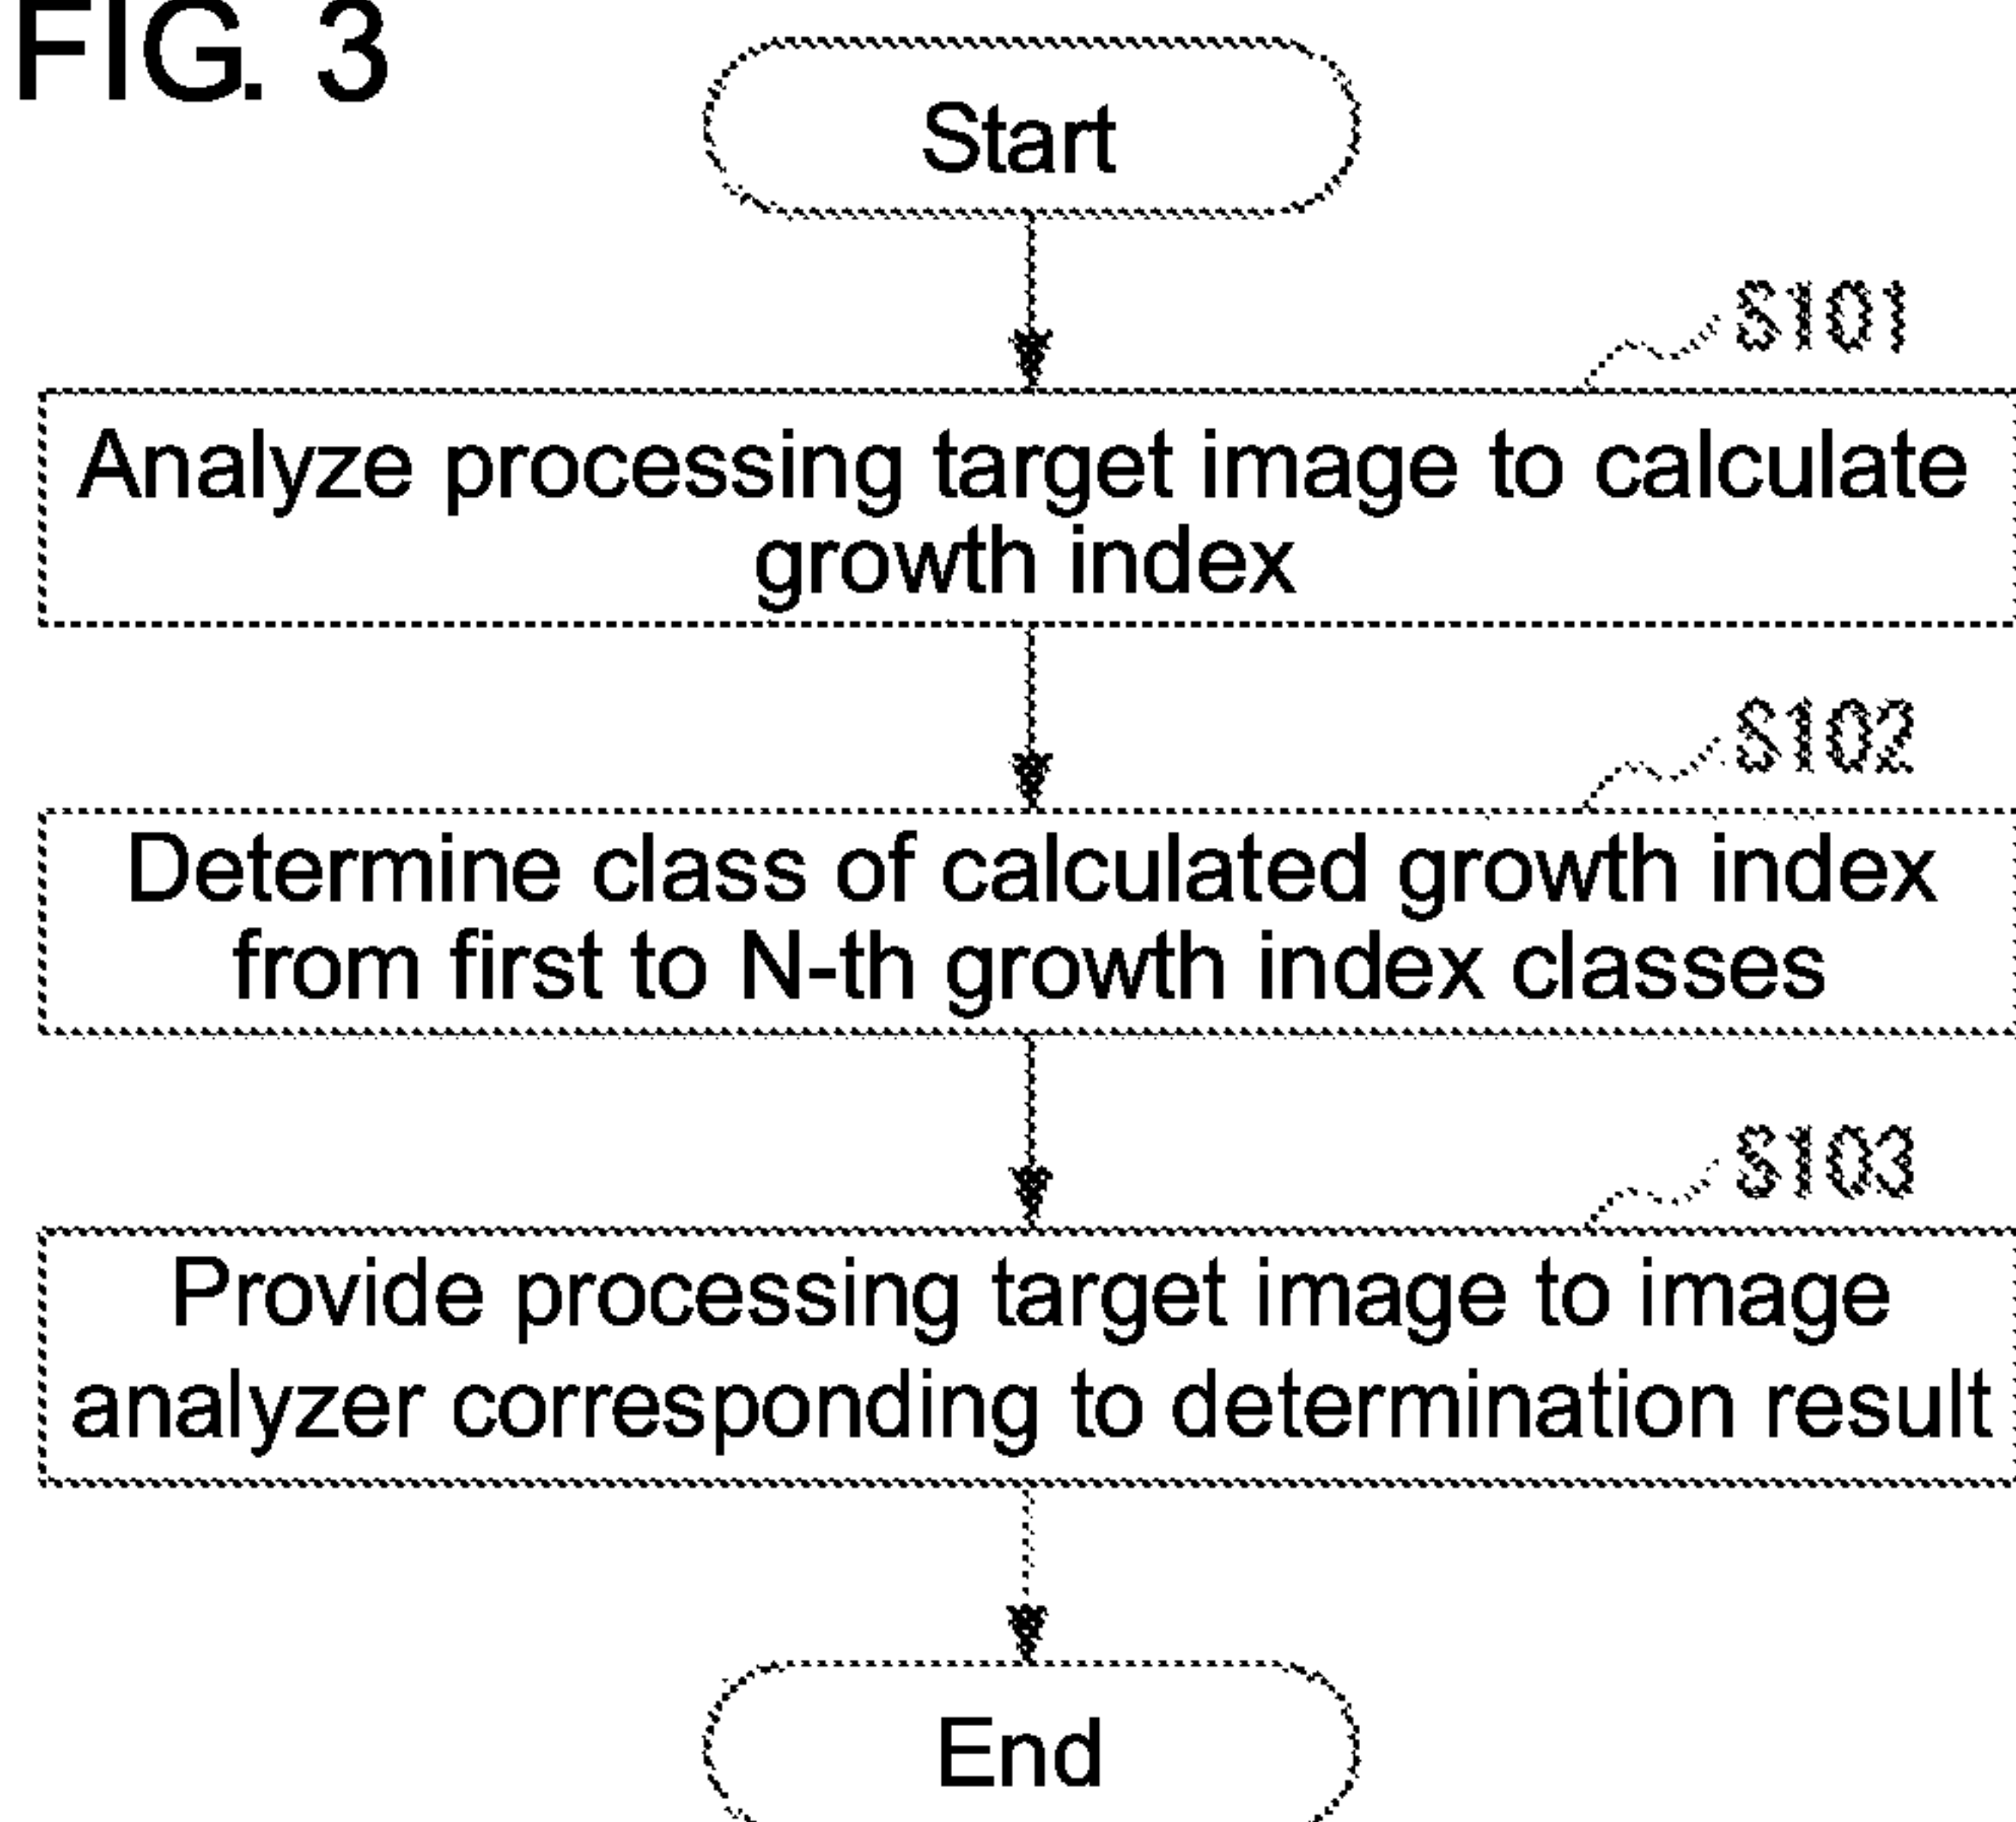 FIG. 3
Start
S101
Analyze processing target image to calculate
growth index
S102
Determine class of calculated growth index
from first to N-th growth index classes
S103
Provide processing target image to image
analyzer corresponding to determination result
End